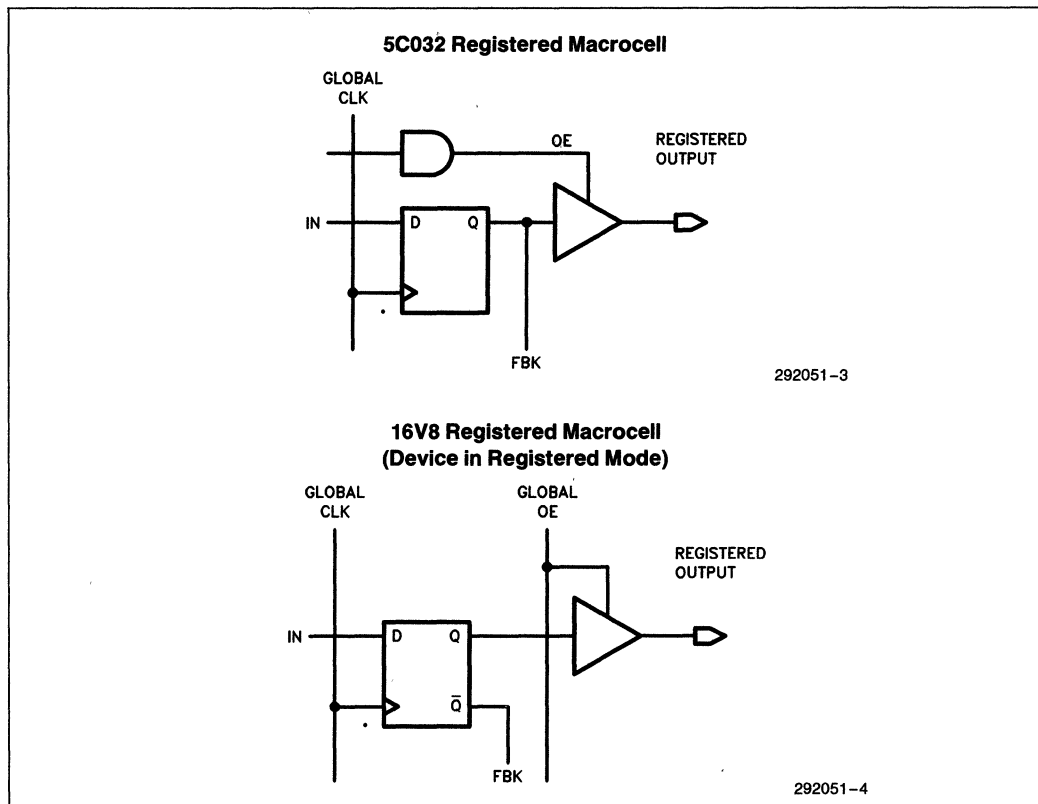 5C032 Registered Macrocell
GLOBAL
CLK
OE
REGISTERED
OUTPUT
IN
D
Q
FBK
292051-3
16V8 Registered Macrocell
(Device in Registered Mode)
GLOBAL
CLK
GLOBAL
OE
REGISTERED
OUTPUT
IN
D
Q
Q̅
FBK
292051-4